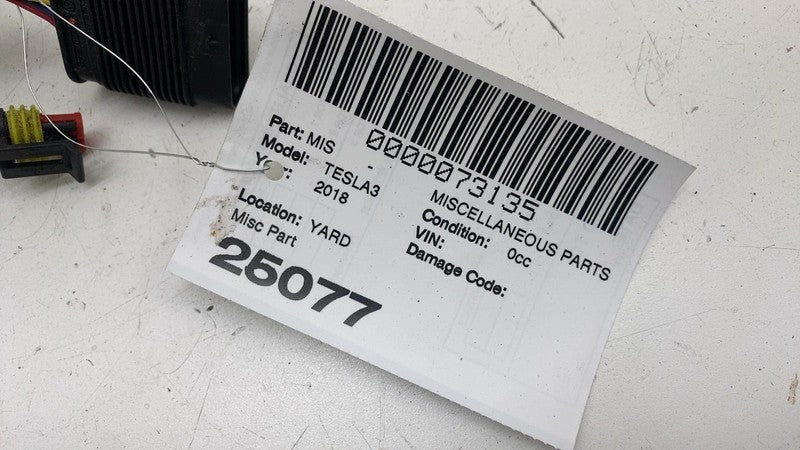 0000073135
Part: MIS - MISCELLANEOUS PARTS
Model: TESLA3 Condition: 0cc
Year: 2018 VIN:
Damage Code:
Location: YARD
Misc Part
25077